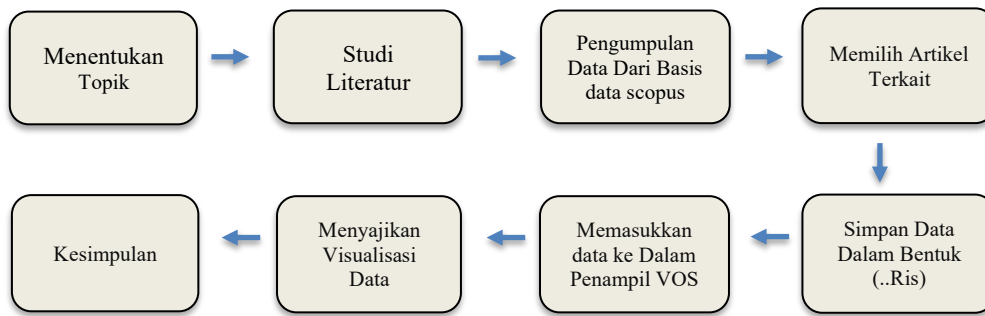 Menentukan
Topik
Studi
Literatur
Pengumpulan
Data Dari Basis
data scopus
Memilih Artikel
Terkait
Simpan Data
Dalam Bentuk
(..Ris)
Memasukkan
data ke Dalam
Penampil VOS
Menyajikan
Visualisasi
Data
Kesimpulan